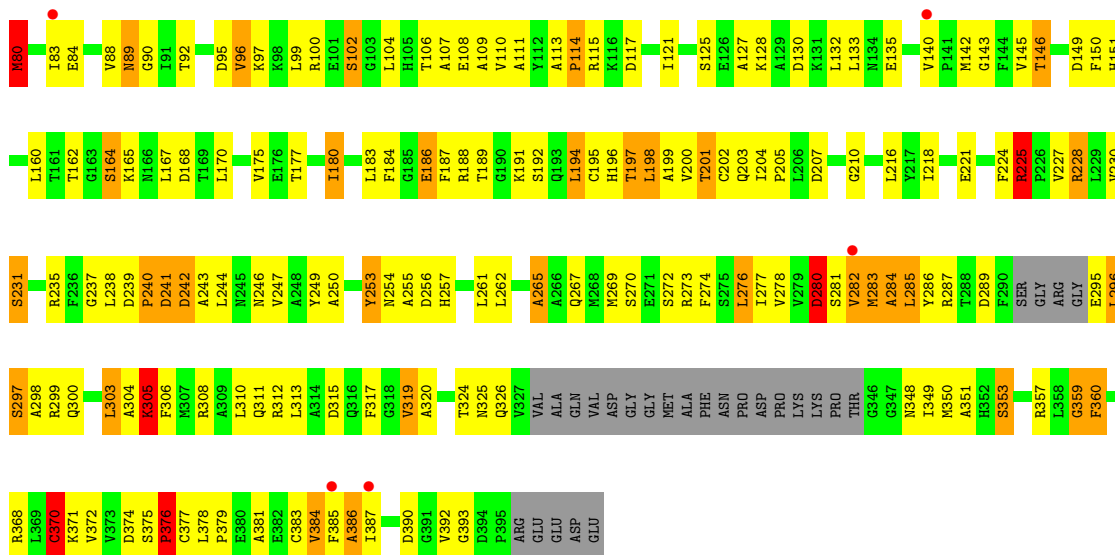 M80 I83 E84 V88 N89 G90 I91 T92 D95 V96 K97 K98 L99 R100 E101 S102 G103 L104 H105 T106 A107 E108 A109 V110 A111 Y112 A113 P114 R115 K116 D117 I121 S125 E126 A127 K128 A129 D130 K131 L132 L133 N134 E135 V140 P141 M142 G143 F144 V145 T146 D149 F150 H151
L160 T161 T162 G163 S164 K165 N166 L167 D168 T169 L170 V175 E176 T177 I180 L183 F184 G185 E186 F187 R188 T189 G190 K191 S192 Q193 L194 C195 H196 T197 L198 A199 V200 T201 C202 Q203 I204 P205 L206 D207 G210 L216 Y217 I218 E221 F224 R225 P226 V227 R228 L229 V230
S231 R235 F236 G237 L238 D239 P240 D241 D242 A243 L244 N245 N246 V247 A248 Y249 A250 Y253 N254 A255 D256 H257 L261 L262 A265 A266 Q267 M268 M269 S270 E271 S272 R273 F274 S275 L276 I277 V278 V279 D280 S281 V282 M283 A284 L285 Y286 R287 T288 D289 F290 SER GLY ARG GLY E295 L296
S297 A298 R299 Q300 L303 A304 K305 F306 M307 R308 A309 L310 Q311 R312 L313 A314 D315 Q316 F317 G318 V319 A320 T324 N325 Q326 V327 VAL ALA GLN VAL ASP GLY GLY MET ALA PHE ASN PRO ASP PRO LYS LYS PRO THR G346 G347 N348 I349 M350 A351 H352 S353 R357 L358 G359 F360
R368 L369 C370 K371 V372 V373 D374 S375 P376 C377 L378 P379 E380 A381 E382 C383 V384 F385 A386 I387 D390 G391 V392 G393 D394 P395 ARG GLU GLU ASP GLU